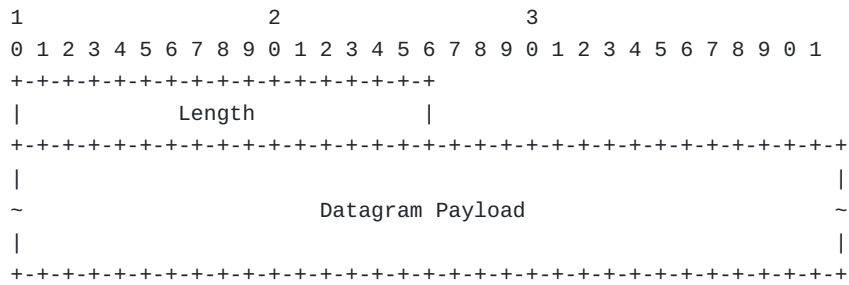 1                   2                   3
0 1 2 3 4 5 6 7 8 9 0 1 2 3 4 5 6 7 8 9 0 1 2 3 4 5 6 7 8 9 0 1
+-+-+-+-+-+-+-+-+-+-+-+-+-+-+-+-+
|            Length             |
+-+-+-+-+-+-+-+-+-+-+-+-+-+-+-+-+-+-+-+-+-+-+-+-+-+-+-+-+-+-+-+-+
|                                                               |
~                       Datagram Payload                        ~
|                                                               |
+-+-+-+-+-+-+-+-+-+-+-+-+-+-+-+-+-+-+-+-+-+-+-+-+-+-+-+-+-+-+-+-+